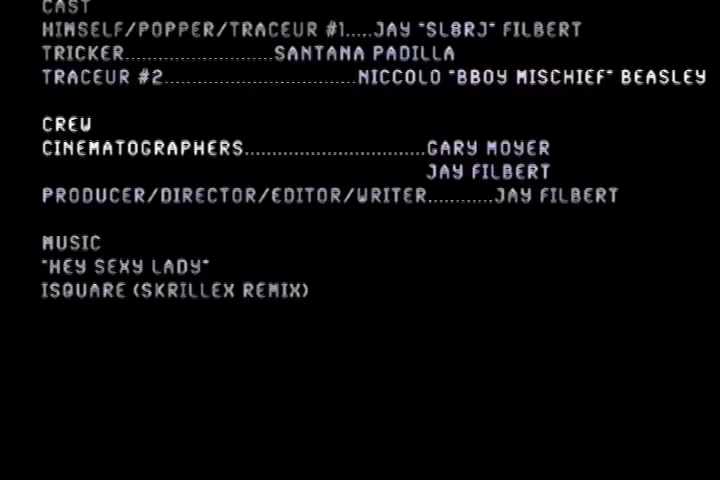 CAST
HIMSELF/POPPER/TRACEUR #1.....JAY "SL8RJ" FILBERT
TRICKER.........................SANTANA PADILLA
TRACEUR #2................................NICCOLO "BBOY MISCHIEF" BEASLEY
CREW
CINEMATOGRAPHERS...............................GARY MOYER
JAY FILBERT
PRODUCER/DIRECTOR/EDITOR/WRITER...........JAY FILBERT
MUSIC
"HEY SEXY LADY"
ISQUARE (SKRILLEX REMIX)